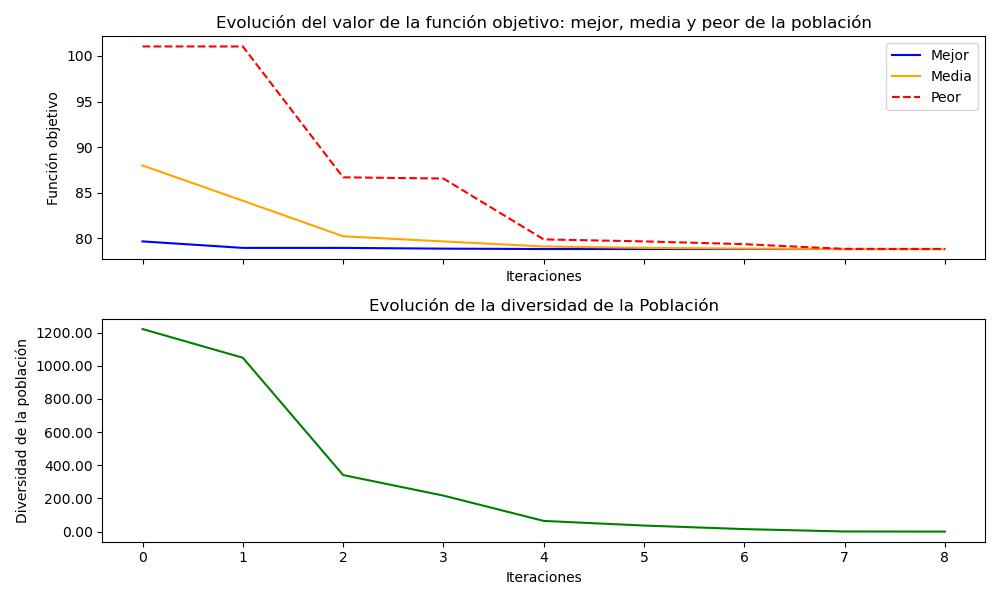 Evolución del valor de la función objetivo: mejor, media y peor de la población
Función objetivo
100
95
90
85
80
Mejor
Media
Peor
Iteraciones
Evolución de la diversidad de la Población
Diversidad de la población
1200.00
1000.00
800.00
600.00
400.00
200.00
0.00
0 1 2 3 4 5 6 7 8
Iteraciones